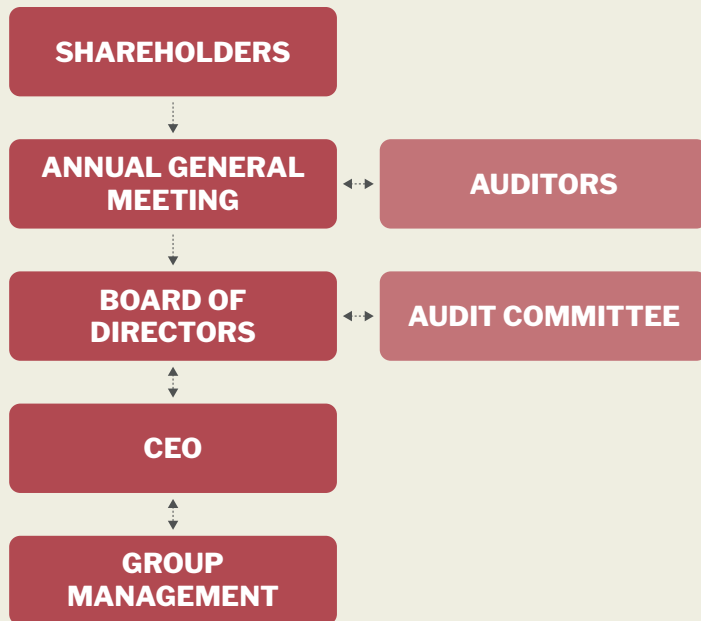 SHAREHOLDERS
ANNUAL GENERAL
MEETING
AUDITORS
BOARD OF
DIRECTORS
AUDIT COMMITTEE
CEO
GROUP
MANAGEMENT